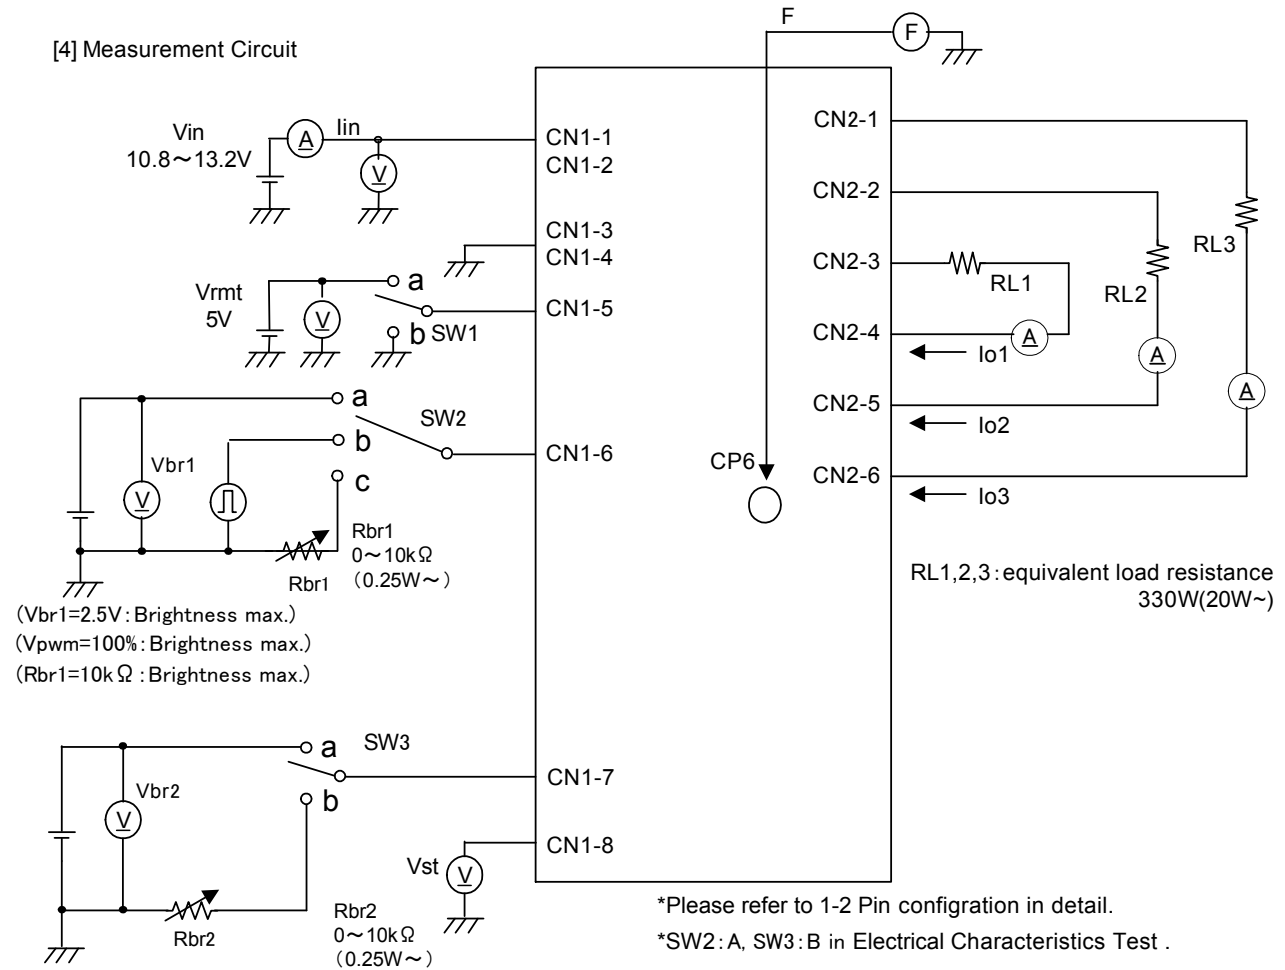 [4] Measurement Circuit
F
F
Vin
10.8～13.2V
A
Iin
V
CN1-1
CN1-2
CN1-3
CN1-4
Vrmt
5V
V
a
b
SW1
CN1-5
a
SW2
b
c
Vbr1
V
CN1-6
Rbr1
Rbr1
0～10kΩ
(0.25W～)
(Vbr1=2.5V:Brightness max.)
(Vpwm=100%:Brightness max.)
(Rbr1=10kΩ:Brightness max.)
a
SW3
b
Vbr2
V
CN1-7
Rbr2
Rbr2
0～10kΩ
(0.25W～)
Vst
V
CN1-8
CN2-1
CN2-2
CN2-3
CN2-4
CN2-5
CN2-6
CP6
RL1
RL2
RL3
A
A
A
Io1
Io2
Io3
RL1,2,3:equivalent load resistance
330W(20W~)
*Please refer to 1-2 Pin configration in detail.
*SW2:A, SW3:B in Electrical Characteristics Test .